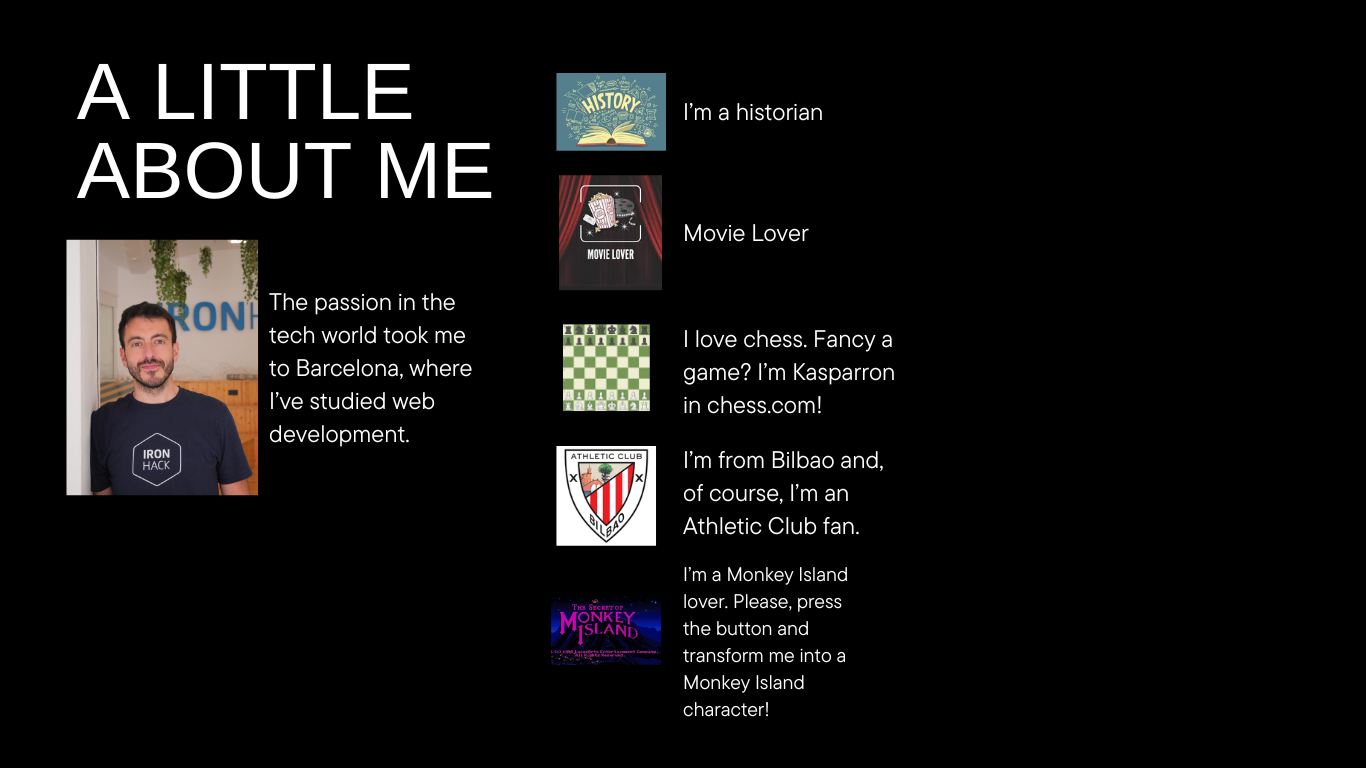 A LITTLE
ABOUT ME
IRONH
IRON
HACK
The passion in the
tech world took me
to Barcelona, where
I’ve studied web
development.
HISTORY
I’m a historian
MOVIE LOVER
Movie Lover
I love chess. Fancy a
game? I’m Kasparron
in chess.com!
ATHLETIC CLUB
BILBAO
I’m from Bilbao and,
of course, I’m an
Athletic Club fan.
THE SECRET OF
MONKEY
ISLAND
All Rights Reserved.
I’m a Monkey Island
lover. Please, press
the button and
transform me into a
Monkey Island
character!